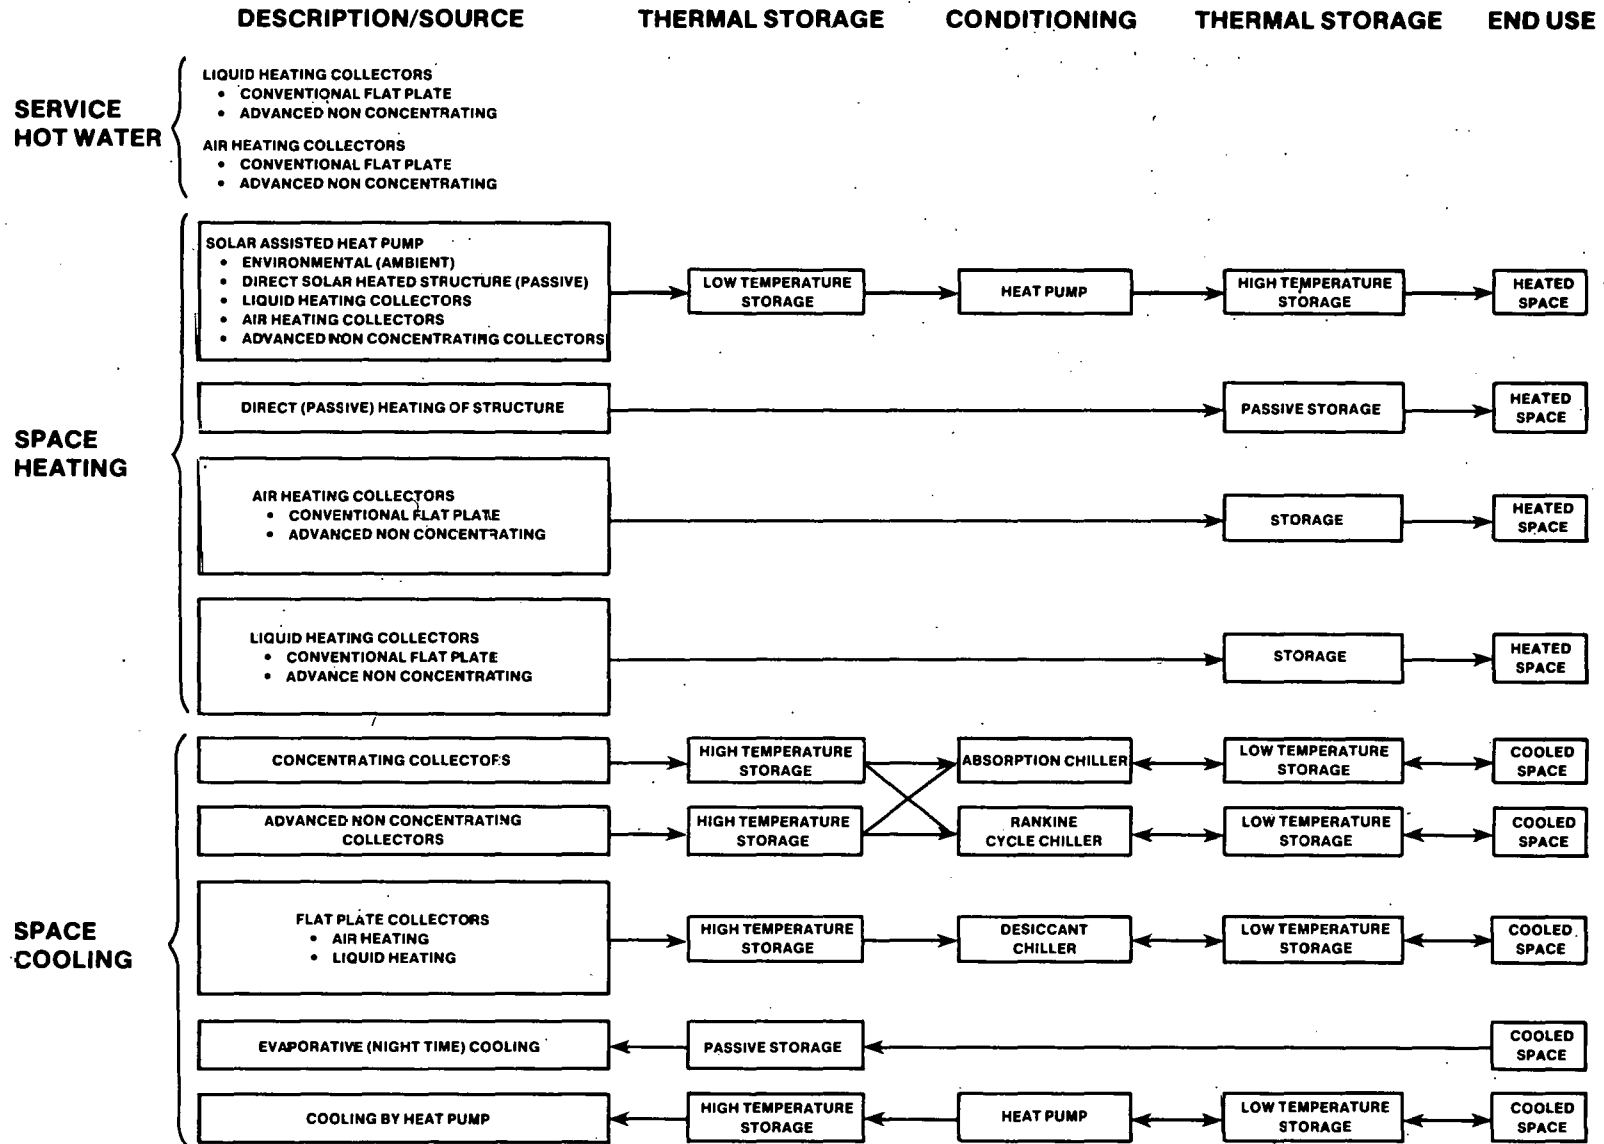 DESCRIPTION/SOURCE THERMAL STORAGE CONDITIONING THERMAL STORAGE END USE
SERVICE
HOT WATER
LIQUID HEATING COLLECTORS
• CONVENTIONAL FLAT PLATE
• ADVANCED NON CONCENTRATING
AIR HEATING COLLECTORS
• CONVENTIONAL FLAT PLATE
• ADVANCED NON CONCENTRATING
SPACE
HEATING
SOLAR ASSISTED HEAT PUMP
• ENVIRONMENTAL (AMBIENT)
• DIRECT SOLAR HEATED STRUCTURE (PASSIVE)
• LIQUID HEATING COLLECTORS
• AIR HEATING COLLECTORS
• ADVANCED NON CONCENTRATING COLLECTORS
LOW TEMPERATURE
STORAGE
HEAT PUMP
HIGH TEMPERATURE
STORAGE
HEATED
SPACE
DIRECT (PASSIVE) HEATING OF STRUCTURE
PASSIVE STORAGE
HEATED
SPACE
AIR HEATING COLLECTORS
• CONVENTIONAL FLAT PLATE
• ADVANCED NON CONCENTRATING
STORAGE
HEATED
SPACE
LIQUID HEATING COLLECTORS
• CONVENTIONAL FLAT PLATE
• ADVANCE NON CONCENTRATING
STORAGE
HEATED
SPACE
SPACE
COOLING
CONCENTRATING COLLECTORS
HIGH TEMPERATURE
STORAGE
ABSORPTION CHILLER
LOW TEMPERATURE
STORAGE
COOLED
SPACE
ADVANCED NON CONCENTRATING
COLLECTORS
HIGH TEMPERATURE
STORAGE
RANKINE
CYCLE CHILLER
LOW TEMPERATURE
STORAGE
COOLED
SPACE
FLAT PLATE COLLECTORS
• AIR HEATING
• LIQUID HEATING
HIGH TEMPERATURE
STORAGE
DESICCANT
CHILLER
LOW TEMPERATURE
STORAGE
COOLED
SPACE
EVAPORATIVE (NIGHT TIME) COOLING
PASSIVE STORAGE
COOLED
SPACE
COOLING BY HEAT PUMP
HIGH TEMPERATURE
STORAGE
HEAT PUMP
LOW TEMPERATURE
STORAGE
COOLED
SPACE